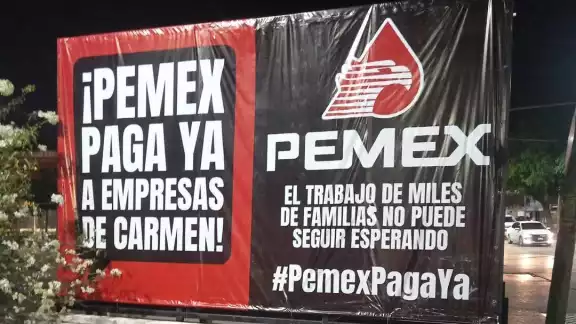 ¡PEMEX
PAGA YA
A EMPRESAS
DE CARMEN!
PEMEX
EL TRABAJO DE MILES
DE FAMILIAS NO PUEDE
SEGUIR ESPERANDO
#PemexPagaYa